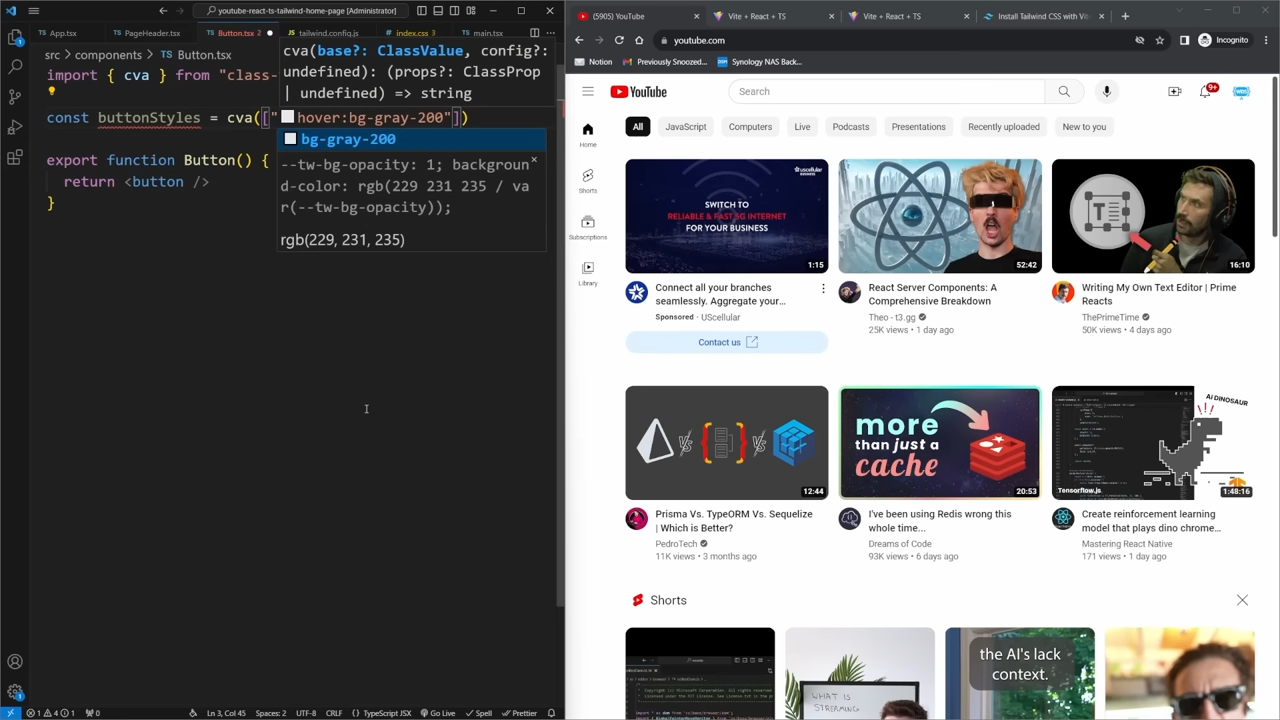 youtube-react-ts-tailwind-home-page [Administrator]
App.tsx
PageHeader.tsx
Button.tsx 2
tailwind.config.js
index.css 3
main.tsx
src > components > Button.tsx
import { cva } from "class-
cva(base?: ClassValue, config?:
undefined): (props?: ClassProp
| undefined) => string
const buttonStyles = cva(["hover:bg-gray-200"])
bg-gray-200
--tw-bg-opacity: 1; backgroun
d-color: rgb(229 231 235 / va
r(--tw-bg-opacity));
rgb(229, 231, 235)
export function Button() {
return <button />
}
Spaces: 2
UTF-8
LF
TypeScript JSX
Go Live
Spell
Prettier
(5905) YouTube
Vite + React + TS
Vite + React + TS
Install Tailwind CSS with Vit
youtube.com
Incognito
Notion
Previously Snoozed...
Synology NAS Back...
YouTube
Search
9+
WDS
All
JavaScript
Computers
Live
Podcasts
Presentations
Recently uploaded
New to you
Home
Shorts
Subscriptions
Library
UScellular
BUSINESS
SWITCH TO
RELIABLE & FAST 5G INTERNET
FOR YOUR BUSINESS
1:15
52:42
16:10
Connect all your branches
seamlessly. Aggregate your...
Sponsored • UScellular
Contact us
React Server Components: A
Comprehensive Breakdown
Theo - t3.gg
25K views • 1 day ago
Writing My Own Text Editor | Prime
Reacts
ThePrimeTime
50K views • 4 days ago
VS
VS
12:44
more
than just a
cache
20:53
AI DINOSAUR
Tensorflow.js
1:48:16
Prisma Vs. TypeORM Vs. Sequelize
| Which is Better?
PedroTech
11K views • 3 months ago
I've been using Redis wrong this
whole time...
Dreams of Code
93K views • 6 days ago
Create reinforcement learning
model that plays dino chrome...
Mastering React Native
171 views • 1 day ago
Shorts
the AI's lack
context.